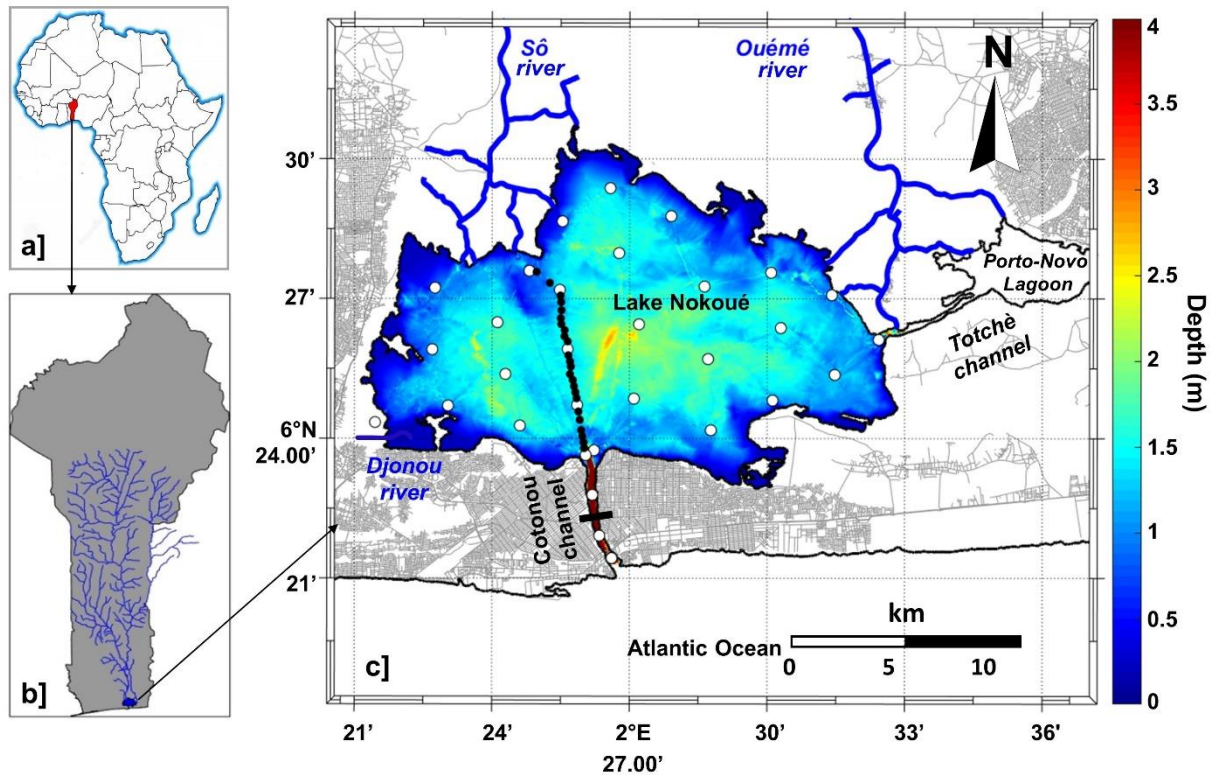 a]
b]
Sô
river
Ouémé
river
N
30’
27’
6°N
24.00’
21’
Lake Nokoué
Porto-Novo
Lagoon
Totchè
channel
Djonou
river
Cotonou
channel
km
Atlantic Ocean
0
5
10
c]
21’
24’
2°E
27.00’
30’
33’
36'
4
3.5
3
2.5
2
1.5
1
0.5
0
Depth (m)